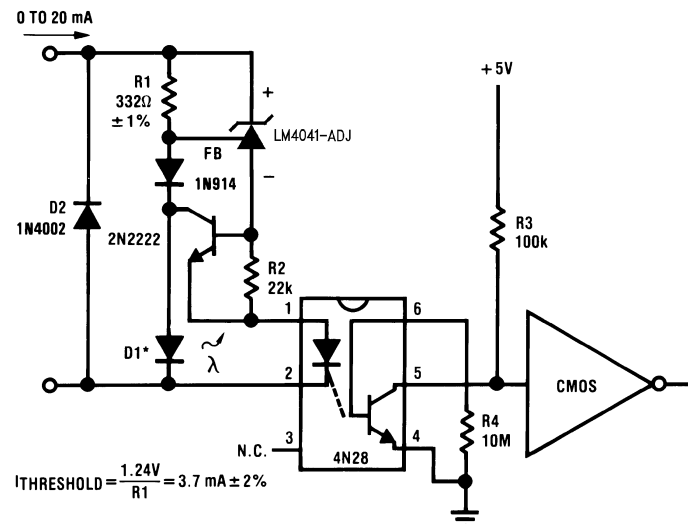 0 TO 20 mA
R1
332Ω
±1%
+
LM4041-ADJ
FB
−
1N914
D2
1N4002
2N2222
R2
22k
D1*
λ
1
2
3
N.C.
4N28
6
5
4
+5V
R3
100k
R4
10M
CMOS
ITHRESHOLD = 1.24V / R1 = 3.7 mA ± 2%